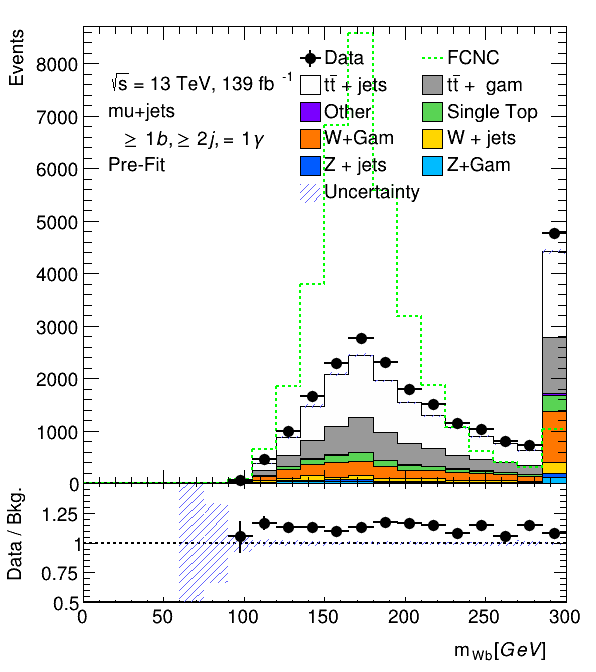 Events
8000
7000
6000
5000
4000
3000
2000
1000
0
√s = 13 TeV, 139 fb⁻¹
mu+jets
≥ 1b, ≥ 2j, = 1γ
Pre-Fit
Data FCNC
tt̄ + jets tt̄ + gam
Other Single Top
W+Gam W + jets
Z + jets Z+Gam
Uncertainty
Data / Bkg.
1.25
1
0.75
0.5
0 50 100 150 200 250 300
m_Wb[GeV]